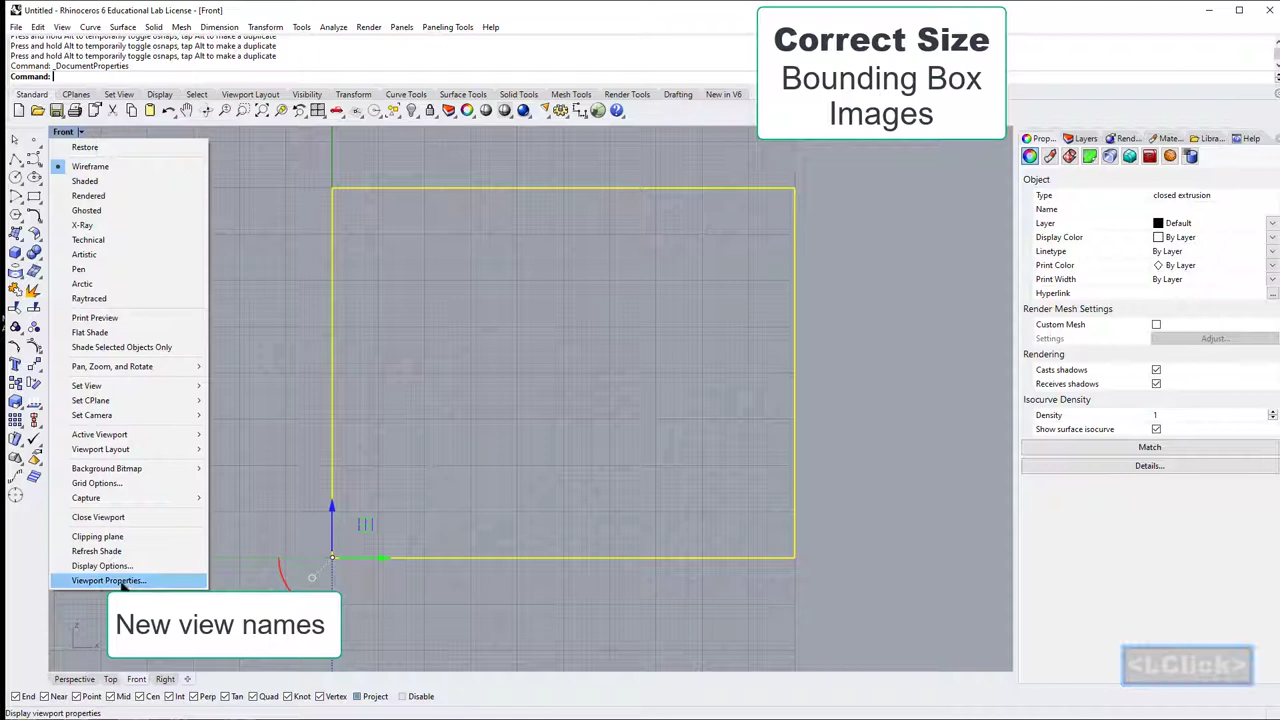 Untitled - Rhinoceros 6 Educational Lab License - [Front]
File Edit View Curve Surface Solid Mesh Dimension Transform Tools Analyze Render Panels Paneling Tools Help
Press and hold Alt to temporarily toggle osnaps, tap Alt to make a duplicate
Press and hold Alt to temporarily toggle osnaps, tap Alt to make a duplicate
Press and hold Alt to temporarily toggle osnaps, tap Alt to make a duplicate
Command: _DocumentProperties
Command:
Correct Size
Bounding Box
Images
Standard CPlanes Set View Display Select Viewport Layout Visibility Transform Curve Tools Surface Tools Solid Tools Mesh Tools Render Tools Drafting New in V6
Front
Restore
Wireframe
Shaded
Rendered
Ghosted
X-Ray
Technical
Artistic
Pen
Arctic
Raytraced
Print Preview
Flat Shade
Shade Selected Objects Only
Pan, Zoom, and Rotate
Set View
Set CPlane
Set Camera
Active Viewport
Viewport Layout
Background Bitmap
Grid Options...
Capture
Close Viewport
Clipping plane
Refresh Shade
Display Options...
Viewport Properties...
New view names
z
x
Prop... Layers Rend... Mate... Libra... Help
Object
Type closed extrusion
Name
Layer Default
Display Color By Layer
Linetype By Layer
Print Color By Layer
Print Width By Layer
Hyperlink ...
Render Mesh Settings
Custom Mesh
Settings Adjust...
Rendering
Casts shadows
Receives shadows
Isocurve Density
Density 1
Show surface isocurve
Match
Details...
<LClick>
Perspective Top Front Right
End Near Point Mid Cen Int Perp Tan Quad Knot Vertex Project Disable
Display viewport properties